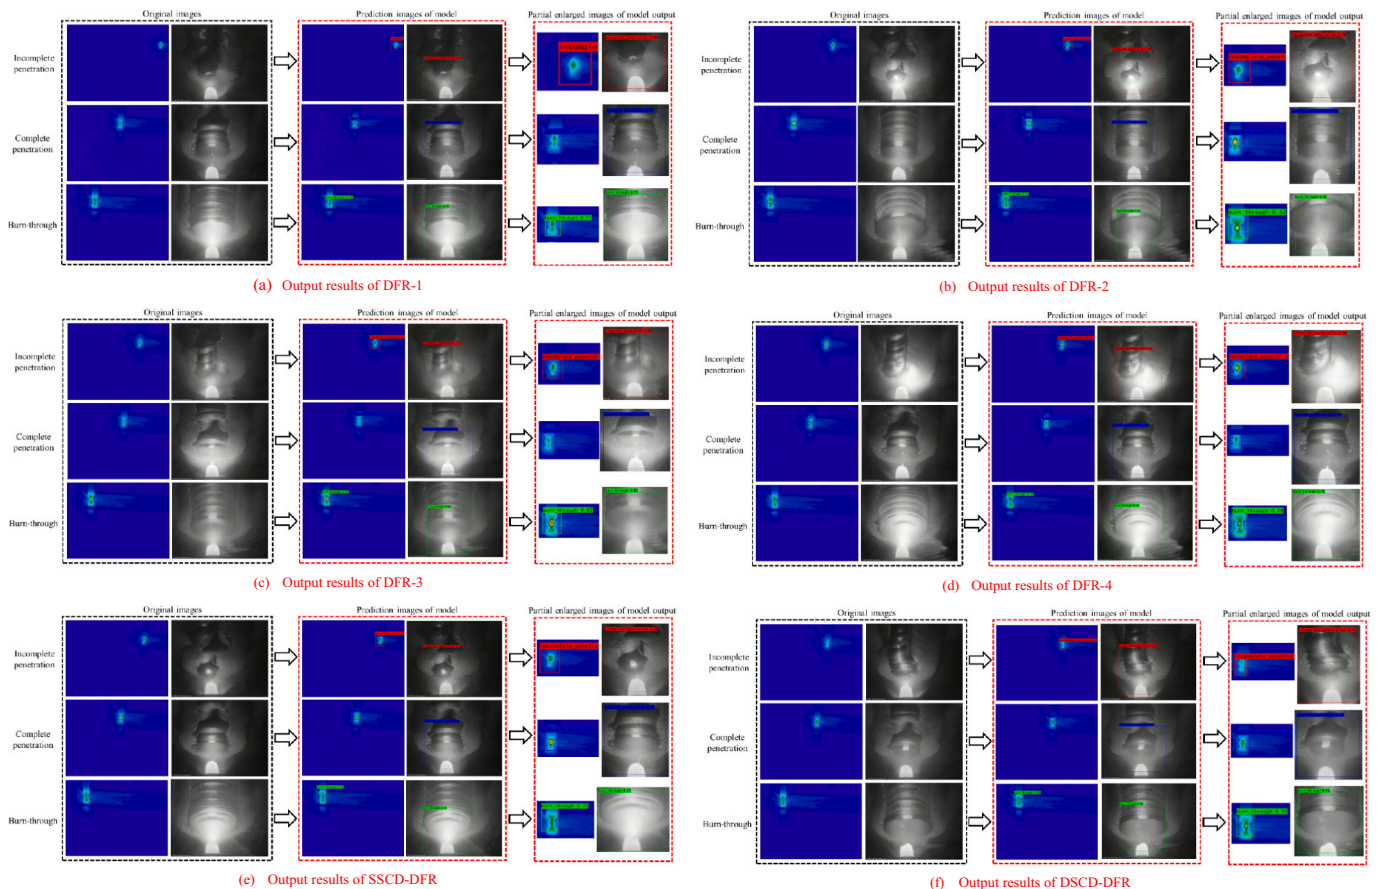 Original images
Prediction images of model
Partial enlarged images of model output
Incomplete
penetration
Complete
penetration
Burn-through
(a) Output results of DFR-1
Original images
Prediction images of model
Partial enlarged images of model output
Incomplete
penetration
Complete
penetration
Burn-through
(b) Output results of DFR-2
Original images
Prediction images of model
Partial enlarged images of model output
Incomplete
penetration
Complete
penetration
Burn-through
(c) Output results of DFR-3
Original images
Prediction images of model
Partial enlarged images of model output
Incomplete
penetration
Complete
penetration
Burn-through
(d) Output results of DFR-4
Original images
Prediction images of model
Partial enlarged images of model output
Incomplete
penetration
Complete
penetration
Burn-through
(e) Output results of SSCD-DFR
Original images
Prediction images of model
Partial enlarged images of model output
Incomplete
penetration
Complete
penetration
Burn-through
(f) Output results of DSCD-DFR